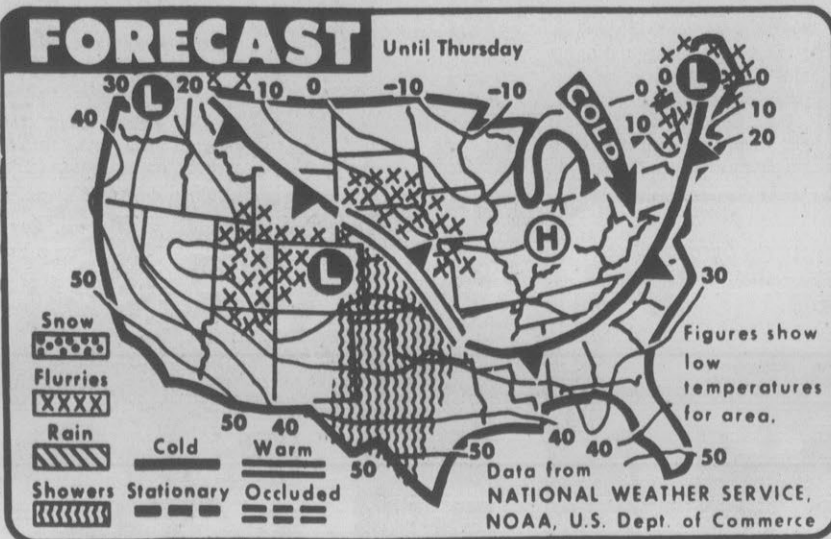 FORECAST Until Thursday
30 L 20 10 0 -10 -10 0 0 L 0
40 COLD 10 10
20
H
50 L 30
Snow
Figures show
low
temperatures
for area.
Flurries
XXXX
Rain
50 40
Cold Warm
50 50 40 40 50
Showers Stationary Occluded
Data from
NATIONAL WEATHER SERVICE,
NOAA, U.S. Dept. of Commerce